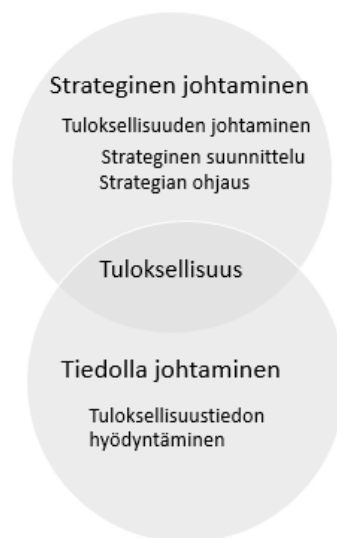 Strateginen johtaminen
Tuloksellisuuden johtaminen
Strateginen suunnittelu
Strategian ohjaus
Tuloksellisuus
Tiedolla johtaminen
Tuloksellisuustiedon
hyödyntäminen